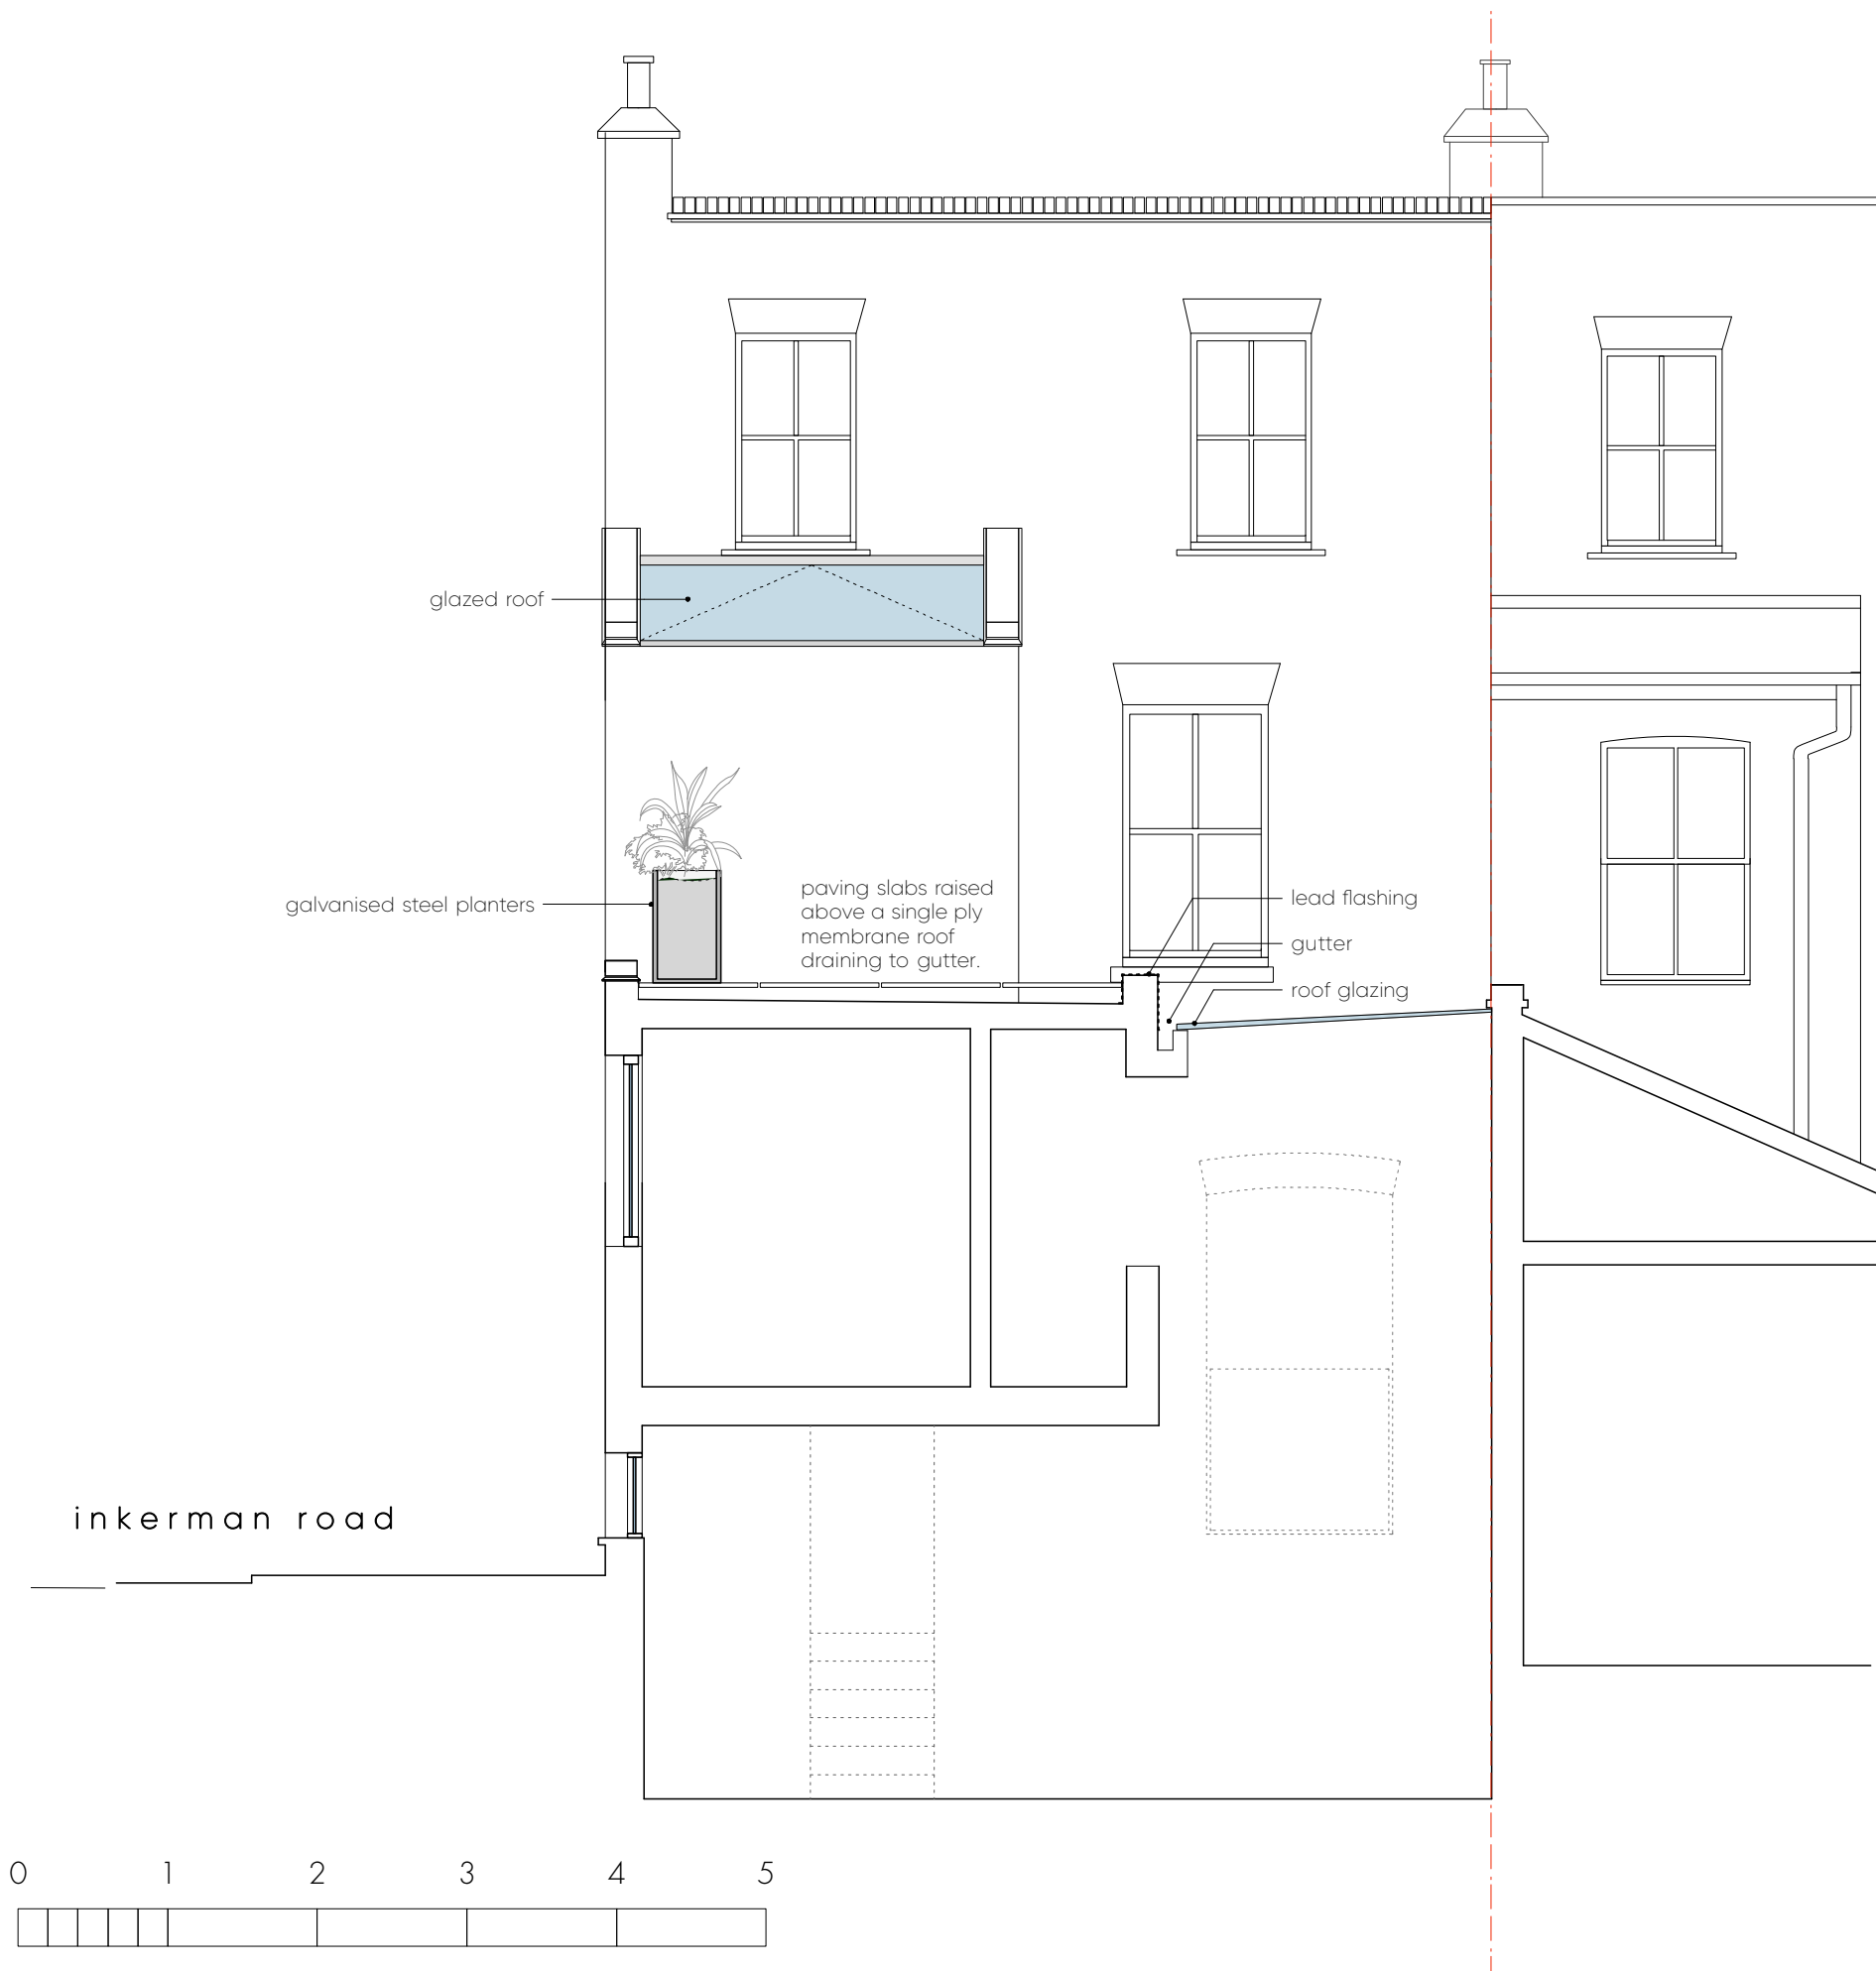 glazed roof
galvanised steel planters
paving slabs raised
above a single ply
membrane roof
draining to gutter.
lead flashing
gutter
roof glazing
inkerman road
0 1 2 3 4 5